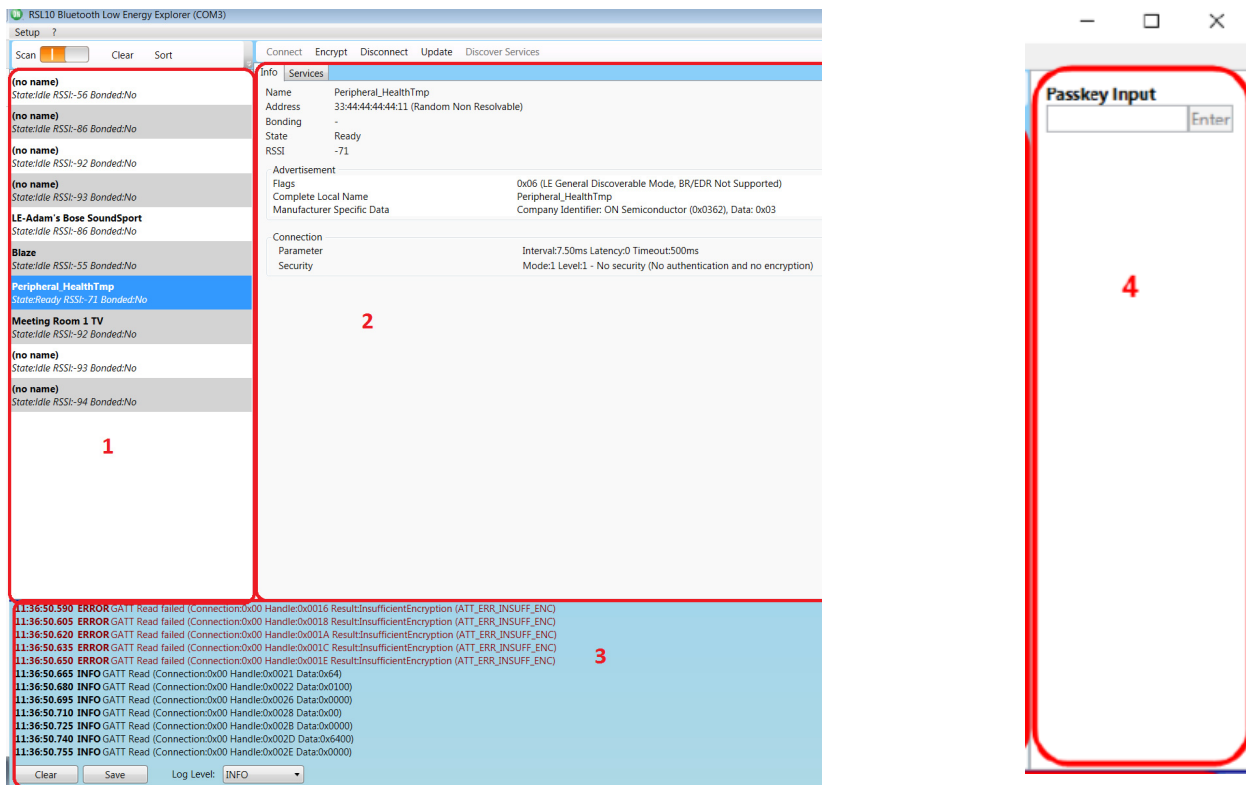 RSL10 Bluetooth Low Energy Explorer (COM3)
Setup ?
Scan Clear Sort
Connect Encrypt Disconnect Update Discover Services
(no name)
State:Idle RSSI:-56 Bonded:No
(no name)
State:Idle RSSI:-86 Bonded:No
(no name)
State:Idle RSSI:-92 Bonded:No
(no name)
State:Idle RSSI:-93 Bonded:No
LE-Adam's Bose SoundSport
State:Idle RSSI:-86 Bonded:No
Blaze
State:Idle RSSI:-55 Bonded:No
Peripheral_HealthTmp
State:Ready RSSI:-71 Bonded:No
Meeting Room 1 TV
State:Idle RSSI:-92 Bonded:No
(no name)
State:Idle RSSI:-93 Bonded:No
(no name)
State:Idle RSSI:-94 Bonded:No
1
Info Services
Name Peripheral_HealthTmp
Address 33:44:44:44:44:11 (Random Non Resolvable)
Bonding -
State Ready
RSSI -71
Advertisement
Flags 0x06 (LE General Discoverable Mode, BR/EDR Not Supported)
Complete Local Name Peripheral_HealthTmp
Manufacturer Specific Data Company Identifier: ON Semiconductor (0x0362), Data: 0x03
Connection
Parameter Interval:7.50ms Latency:0 Timeout:500ms
Security Mode:1 Level:1 - No security (No authentication and no encryption)
2
11:36:50.590 ERROR GATT Read failed (Connection:0x00 Handle:0x0016 Result:InsufficientEncryption (ATT_ERR_INSUFF_ENC)
11:36:50.605 ERROR GATT Read failed (Connection:0x00 Handle:0x0018 Result:InsufficientEncryption (ATT_ERR_INSUFF_ENC)
11:36:50.620 ERROR GATT Read failed (Connection:0x00 Handle:0x001A Result:InsufficientEncryption (ATT_ERR_INSUFF_ENC)
11:36:50.635 ERROR GATT Read failed (Connection:0x00 Handle:0x001C Result:InsufficientEncryption (ATT_ERR_INSUFF_ENC)
11:36:50.650 ERROR GATT Read failed (Connection:0x00 Handle:0x001E Result:InsufficientEncryption (ATT_ERR_INSUFF_ENC)
11:36:50.665 INFO GATT Read (Connection:0x00 Handle:0x0021 Data:0x64)
11:36:50.680 INFO GATT Read (Connection:0x00 Handle:0x0022 Data:0x0100)
11:36:50.695 INFO GATT Read (Connection:0x00 Handle:0x0026 Data:0x0000)
11:36:50.710 INFO GATT Read (Connection:0x00 Handle:0x0028 Data:0x00)
11:36:50.725 INFO GATT Read (Connection:0x00 Handle:0x002B Data:0x0000)
11:36:50.740 INFO GATT Read (Connection:0x00 Handle:0x002D Data:0x6400)
11:36:50.755 INFO GATT Read (Connection:0x00 Handle:0x002E Data:0x0000)
3
Clear Save Log Level: INFO
Passkey Input
Enter
4